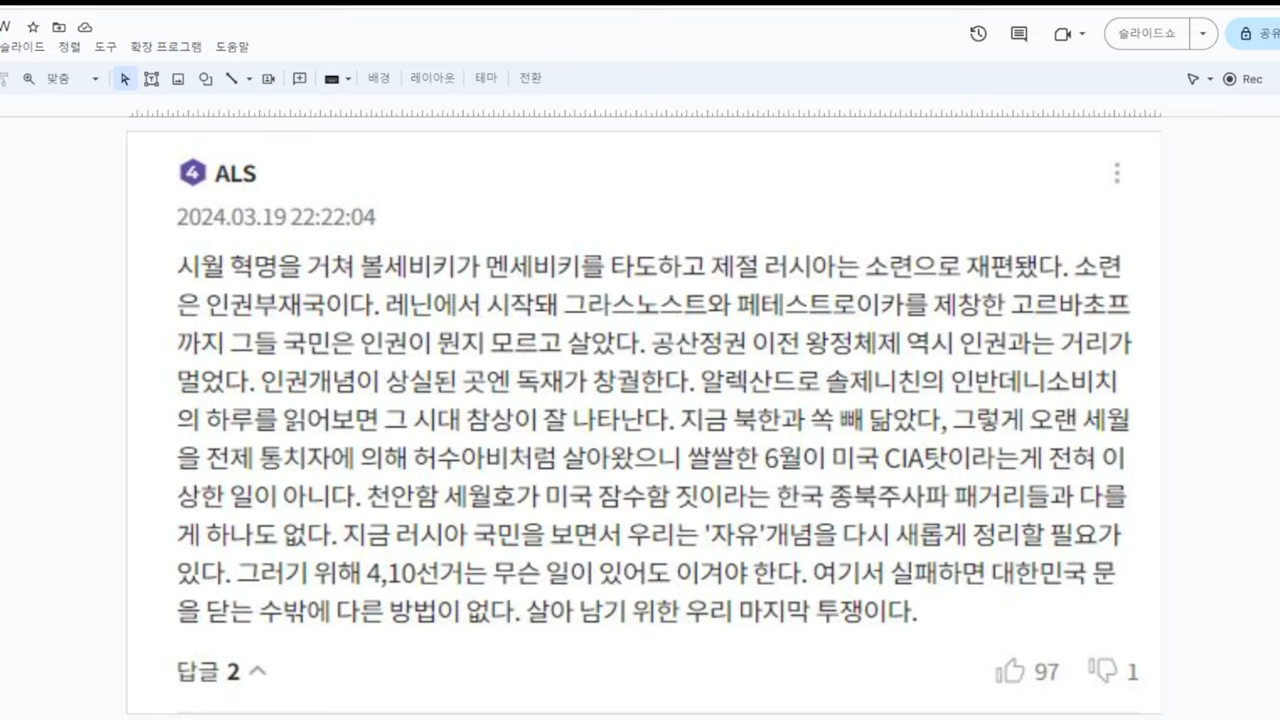 슬라이드 정렬 도구 확장 프로그램 도움말
슬라이드쇼
맞춤 배경 레이아웃 테마 전환 Rec
4 ALS
2024.03.19 22:22:04
시월 혁명을 거쳐 볼세비키가 멘세비키를 타도하고 제절 러시아는 소련으로 재편됐다. 소련
은 인권부재국이다. 레닌에서 시작돼 그라스노스트와 페테스트로이카를 제창한 고르바초프
까지 그들 국민은 인권이 뭔지 모르고 살았다. 공산정권 이전 왕정체제 역시 인권과는 거리가
멀었다. 인권개념이 상실된 곳엔 독재가 창궐한다. 알렉산드로 솔제니친의 인반데니소비치
의 하루를 읽어보면 그 시대 참상이 잘 나타난다. 지금 북한과 쏙 빼 닮았다, 그렇게 오랜 세월
을 전제 통치자에 의해 허수아비처럼 살아왔으니 쌀쌀한 6월이 미국 CIA탓이라는게 전혀 이
상한 일이 아니다. 천안함 세월호가 미국 잠수함 짓이라는 한국 종북주사파 패거리들과 다를
게 하나도 없다. 지금 러시아 국민을 보면서 우리는 '자유'개념을 다시 새롭게 정리할 필요가
있다. 그러기 위해 4,10선거는 무슨 일이 있어도 이겨야 한다. 여기서 실패하면 대한민국 문
을 닫는 수밖에 다른 방법이 없다. 살아 남기 위한 우리 마지막 투쟁이다.
답글 2 97 1